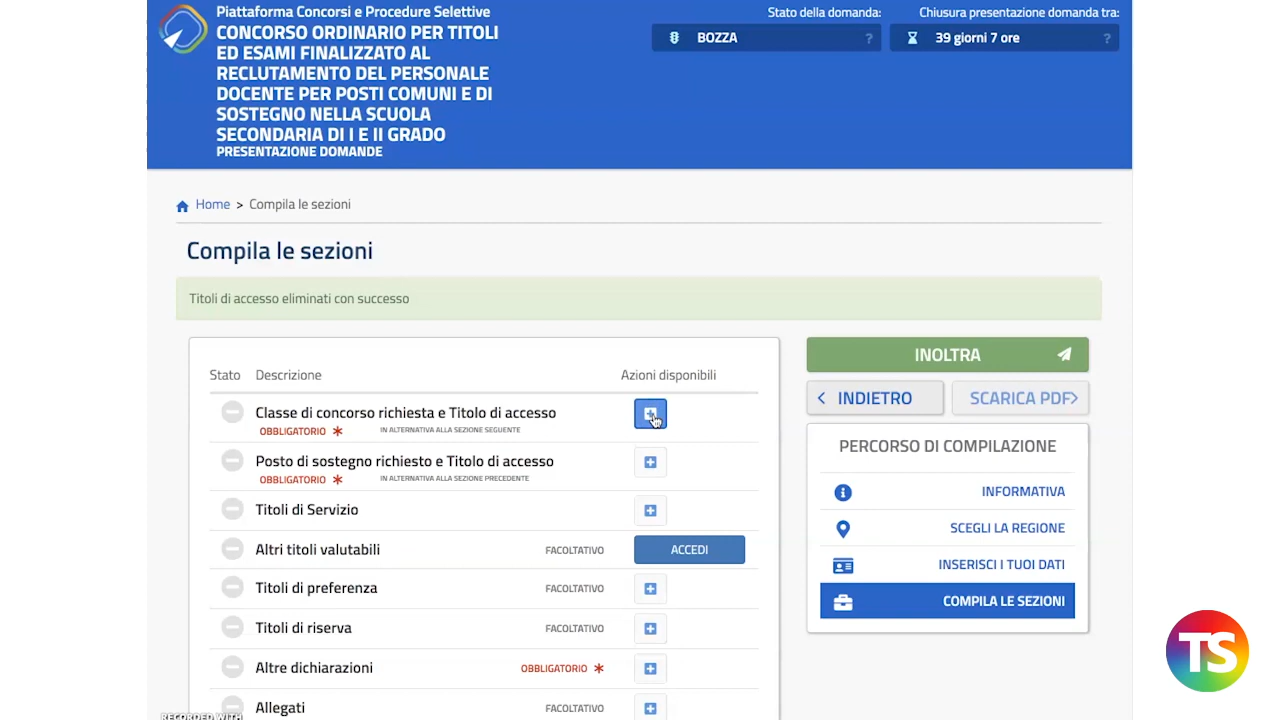 Piattaforma Concorsi e Procedure Selettive
CONCORSO ORDINARIO PER TITOLI
ED ESAMI FINALIZZATO AL
RECLUTAMENTO DEL PERSONALE
DOCENTE PER POSTI COMUNI E DI
SOSTEGNO NELLA SCUOLA
SECONDARIA DI I E II GRADO
PRESENTAZIONE DOMANDE
Stato della domanda:
BOZZA ?
Chiusura presentazione domanda tra:
39 giorni 7 ore ?
Home > Compila le sezioni
Compila le sezioni
Titoli di accesso eliminati con successo
Stato Descrizione Azioni disponibili
Classe di concorso richiesta e Titolo di accesso
OBBLIGATORIO * IN ALTERNATIVA ALLA SEZIONE SEGUENTE
Posto di sostegno richiesto e Titolo di accesso
OBBLIGATORIO * IN ALTERNATIVA ALLA SEZIONE PRECEDENTE
Titoli di Servizio
Altri titoli valutabili FACOLTATIVO ACCEDI
Titoli di preferenza FACOLTATIVO
Titoli di riserva FACOLTATIVO
Altre dichiarazioni OBBLIGATORIO *
Allegati FACOLTATIVO
INOLTRA
INDIETRO
SCARICA PDF
PERCORSO DI COMPILAZIONE
INFORMATIVA
SCEGLI LA REGIONE
INSERISCI I TUOI DATI
COMPILA LE SEZIONI
TS
RECORDED WITH